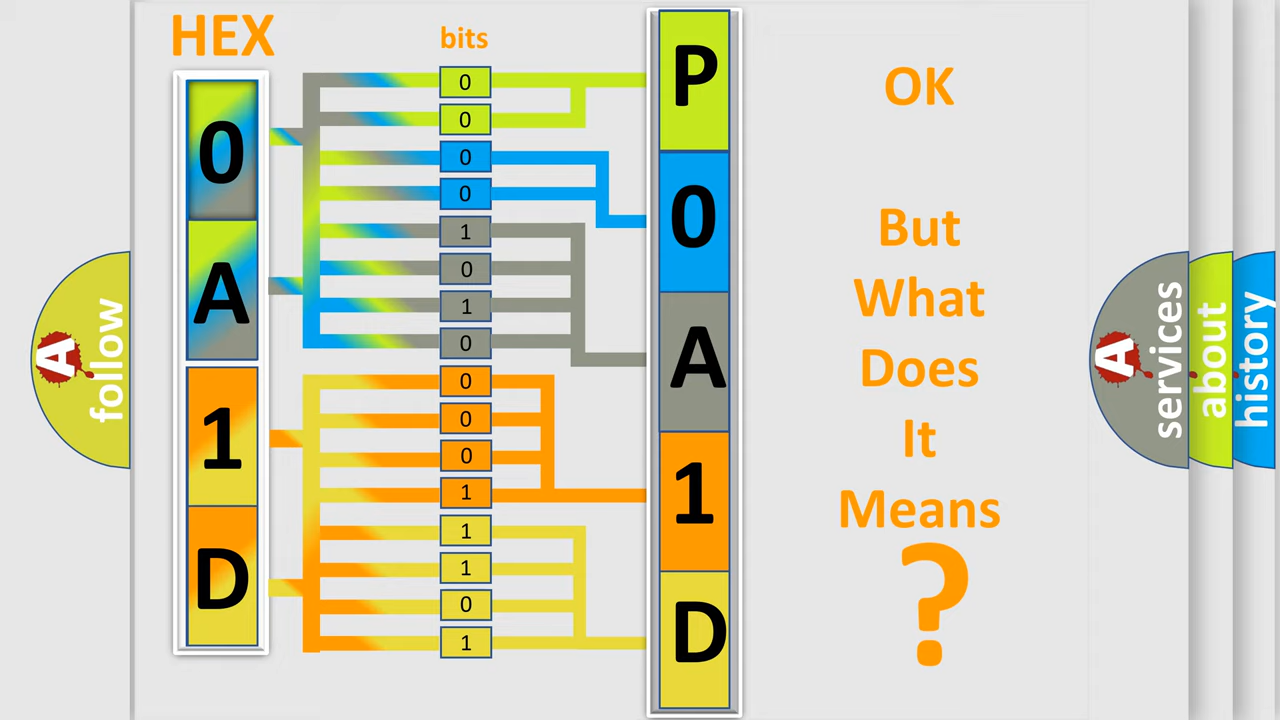 HEX
bits
0
A
1
D
0
0
0
0
1
0
1
0
0
0
0
1
1
1
0
1
P
0
A
1
D
OK
But
What
Does
It
Means
?
A
follow
A
services
about
history